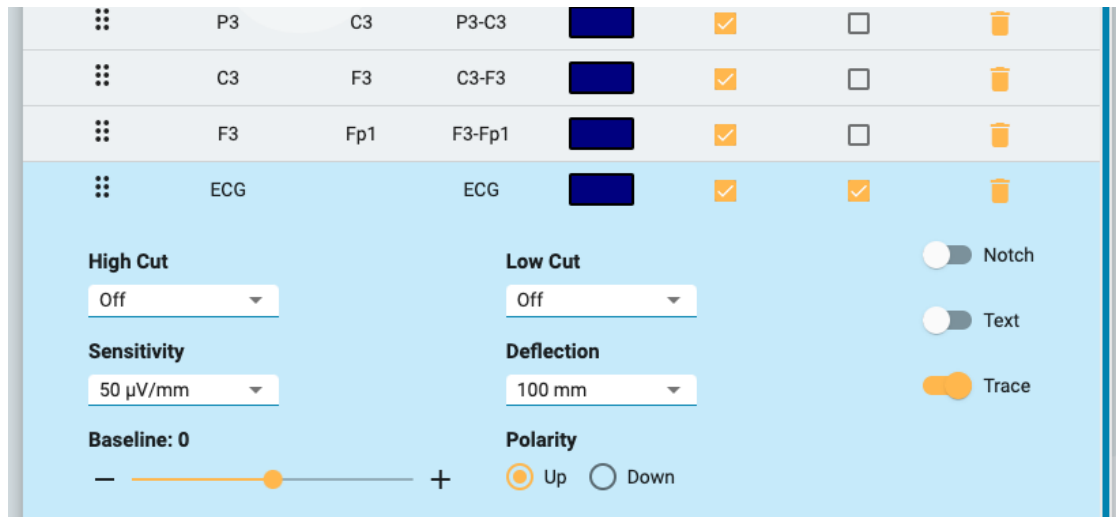 P3 C3 P3-C3
C3 F3 C3-F3
F3 Fp1 F3-Fp1
ECG ECG
High Cut Low Cut Notch
Off Off
Text
Sensitivity Deflection
50 μV/mm 100 mm Trace
Baseline: 0 Polarity
− + Up Down